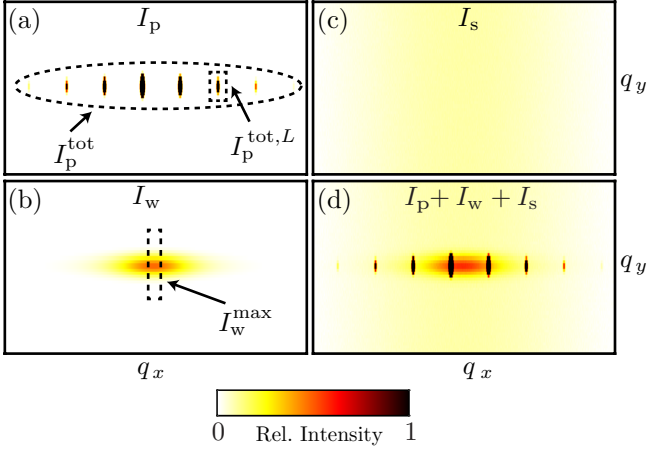 (a) I_p
(c) I_s
q_y
I_p^tot
I_p^tot,L
(b) I_w
(d) I_p + I_w + I_s
q_y
I_w^max
q_x
q_x
0 Rel. Intensity 1